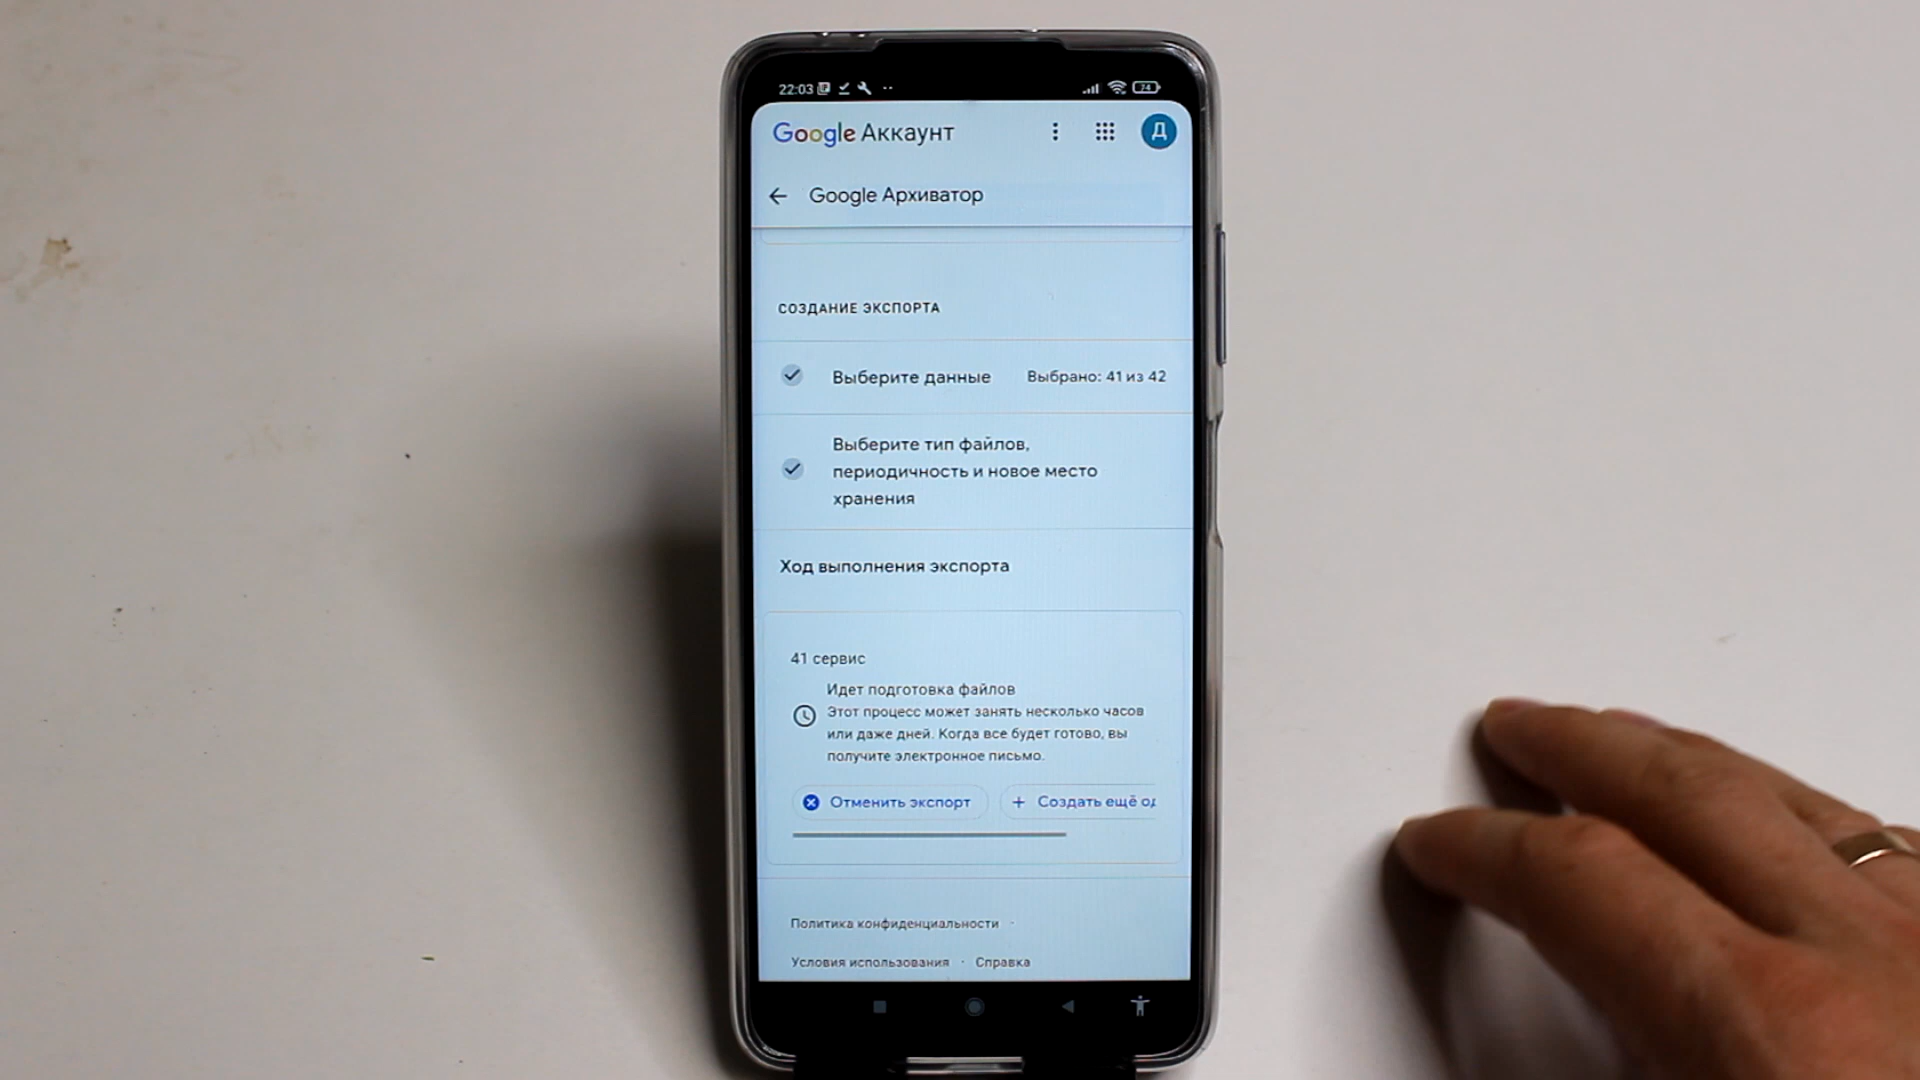 22:03 74
Google Аккаунт Д
Google Архиватор
СОЗДАНИЕ ЭКСПОРТА
Выберите данные Выбрано: 41 из 42
Выберите тип файлов,
периодичность и новое место
хранения
Ход выполнения экспорта
41 сервис
Идет подготовка файлов
Этот процесс может занять несколько часов
или даже дней. Когда все будет готово, вы
получите электронное письмо.
Отменить экспорт + Создать ещё од
Политика конфиденциальности ·
Условия использования · Справка